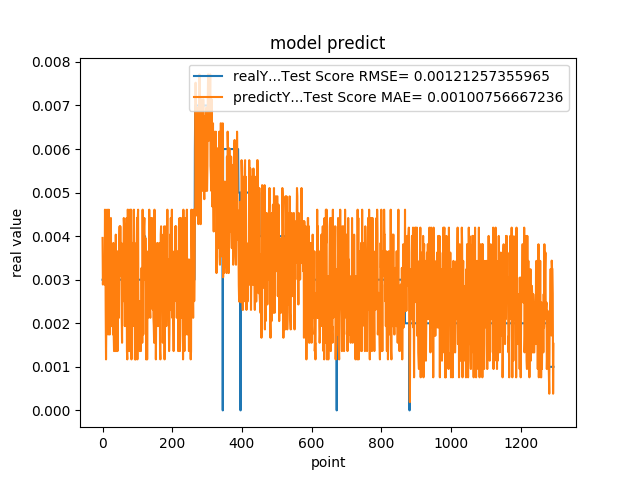 model predict
realY...Test Score RMSE= 0.00121257355965
predictY...Test Score MAE= 0.00100756667236
real value
0.008
0.007
0.006
0.005
0.004
0.003
0.002
0.001
0.000
0 200 400 600 800 1000 1200
point